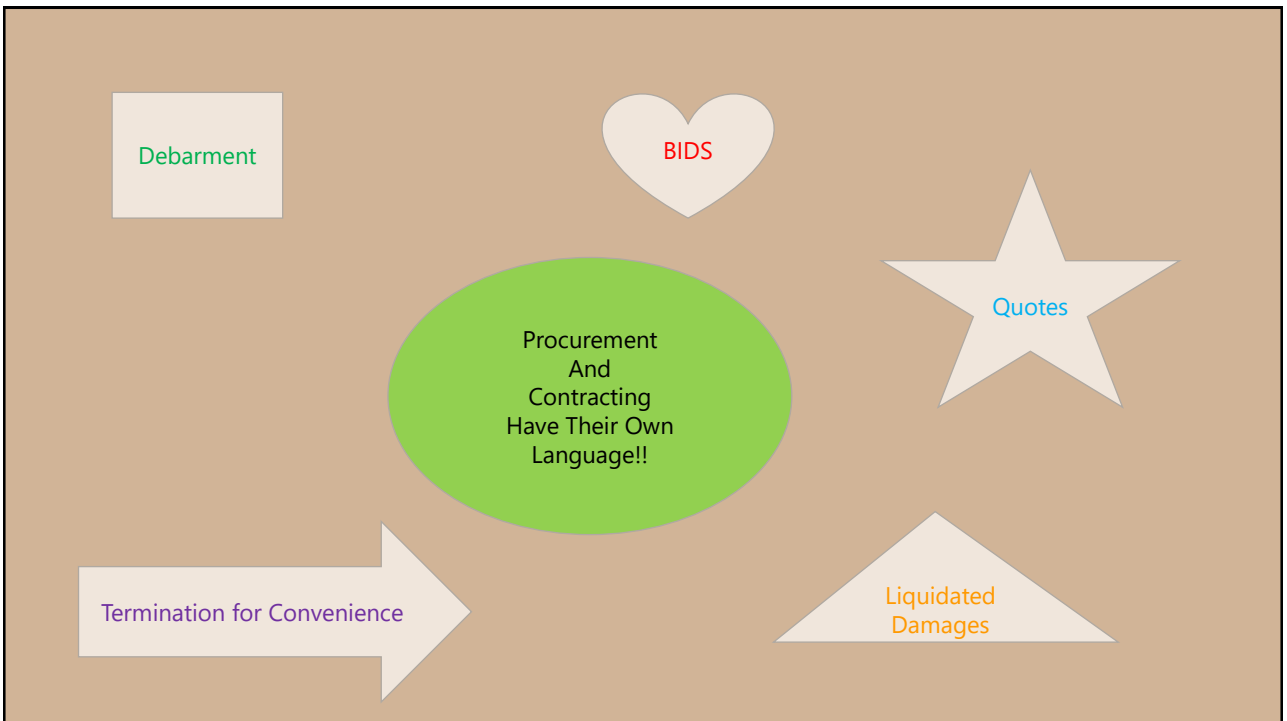 Debarment
BIDS
Quotes
Procurement
And
Contracting
Have Their Own
Language!!
Termination for Convenience
Liquidated
Damages